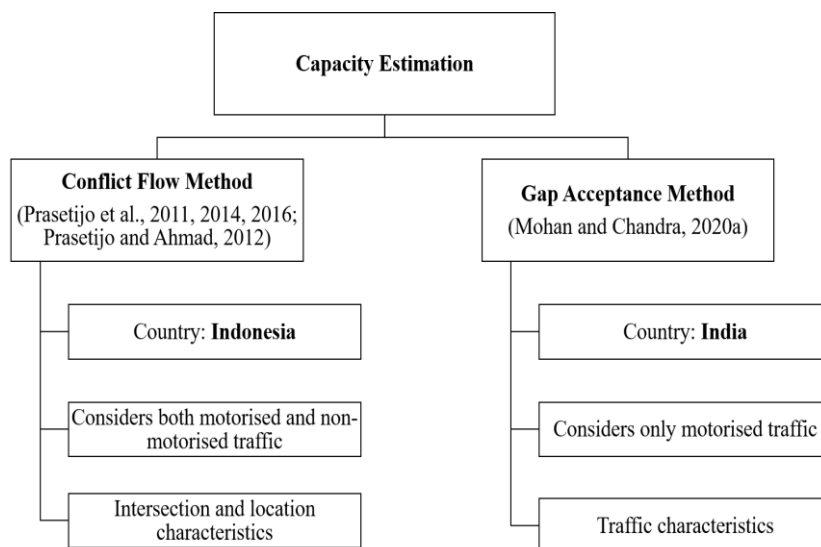 Capacity Estimation
Conflict Flow Method
(Prasetijo et al., 2011, 2014, 2016;
Prasetijo and Ahmad, 2012)
Gap Acceptance Method
(Mohan and Chandra, 2020a)
Country: Indonesia
Considers both motorised and non-
motorised traffic
Intersection and location
characteristics
Country: India
Considers only motorised traffic
Traffic characteristics